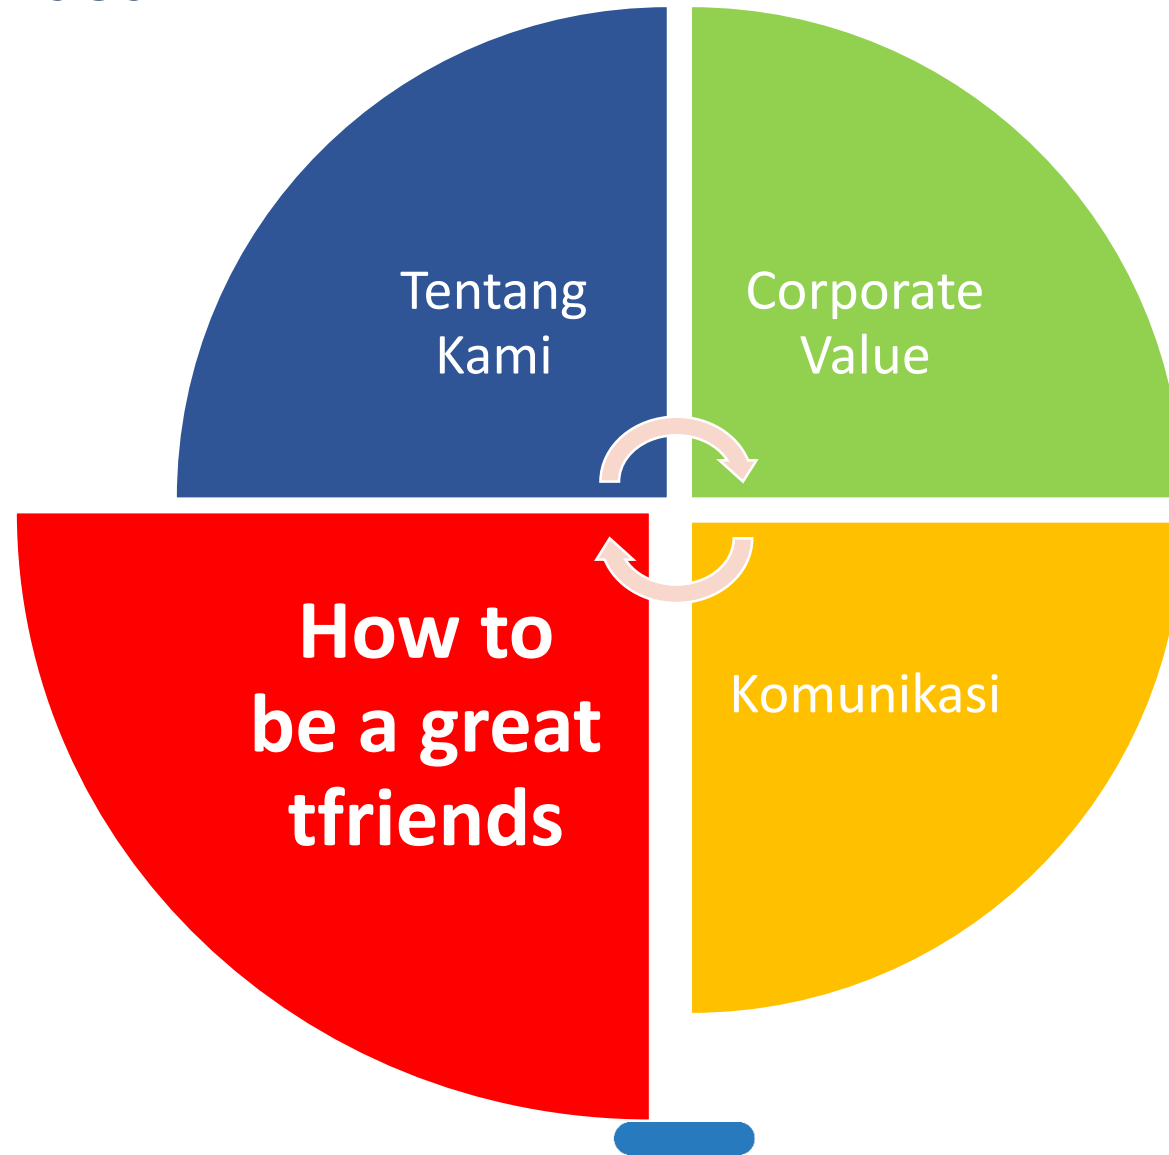 Tentang
Kami
Corporate
Value
How to
be a great
tfriends
Komunikasi